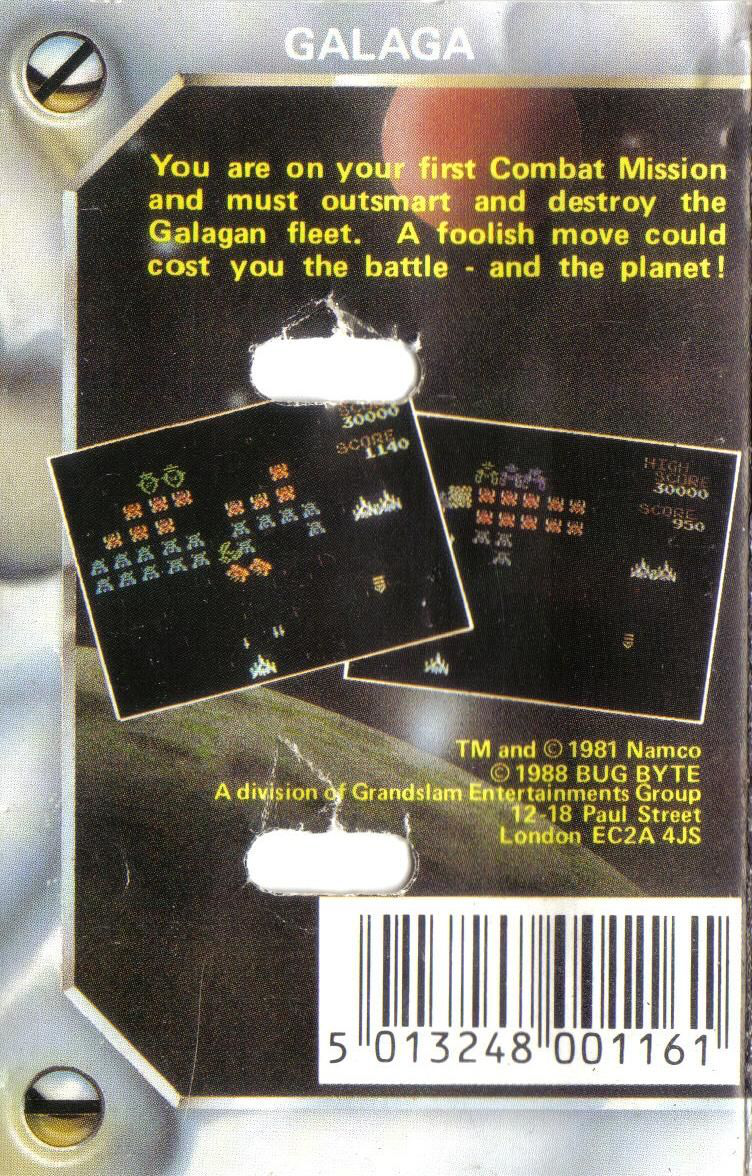 GALAGA
You are on your first Combat Mission
and must outsmart and destroy the
Galagan fleet. A foolish move could
cost you the battle - and the planet!
SCORE
30000
SCORE
1140
HIGH
SCORE
30000
SCORE
950
TM and © 1981 Namco
© 1988 BUG BYTE
A division of Grandslam Entertainments Group
12-18 Paul Street
London EC2A 4JS
5 013248 001161